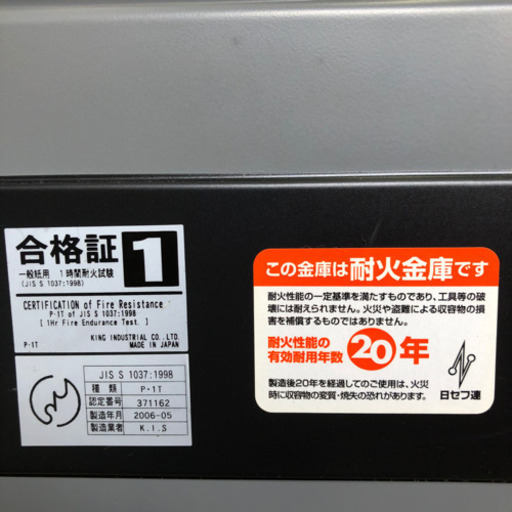 合格証 1
一般紙用 1時間耐火試験
(JIS S 1037:1998)
CERTIFICATION of Fire Resistance
P-1T of JIS S 1037:1998
[ 1Hr Fire Endurance Test. ]
KING INDUSTRIAL CO.,LTD.
P-1T MADE IN JAPAN
JIS S 1037:1998
種類 P-1T
認定番号 371162
製造年月 2006-05
製造業者 K.I.S
この金庫は耐火金庫です
耐火性能の一定基準を満たすものであり、工具等の破
壊には耐えられません。火災や盗難による収容物の損
害を補償するものではありません。
耐火性能の
有効耐用年数 20年
製造後20年を経過してのご使用は、火災
時に収容物の変質・焼失の恐れがあります。
日セフ連